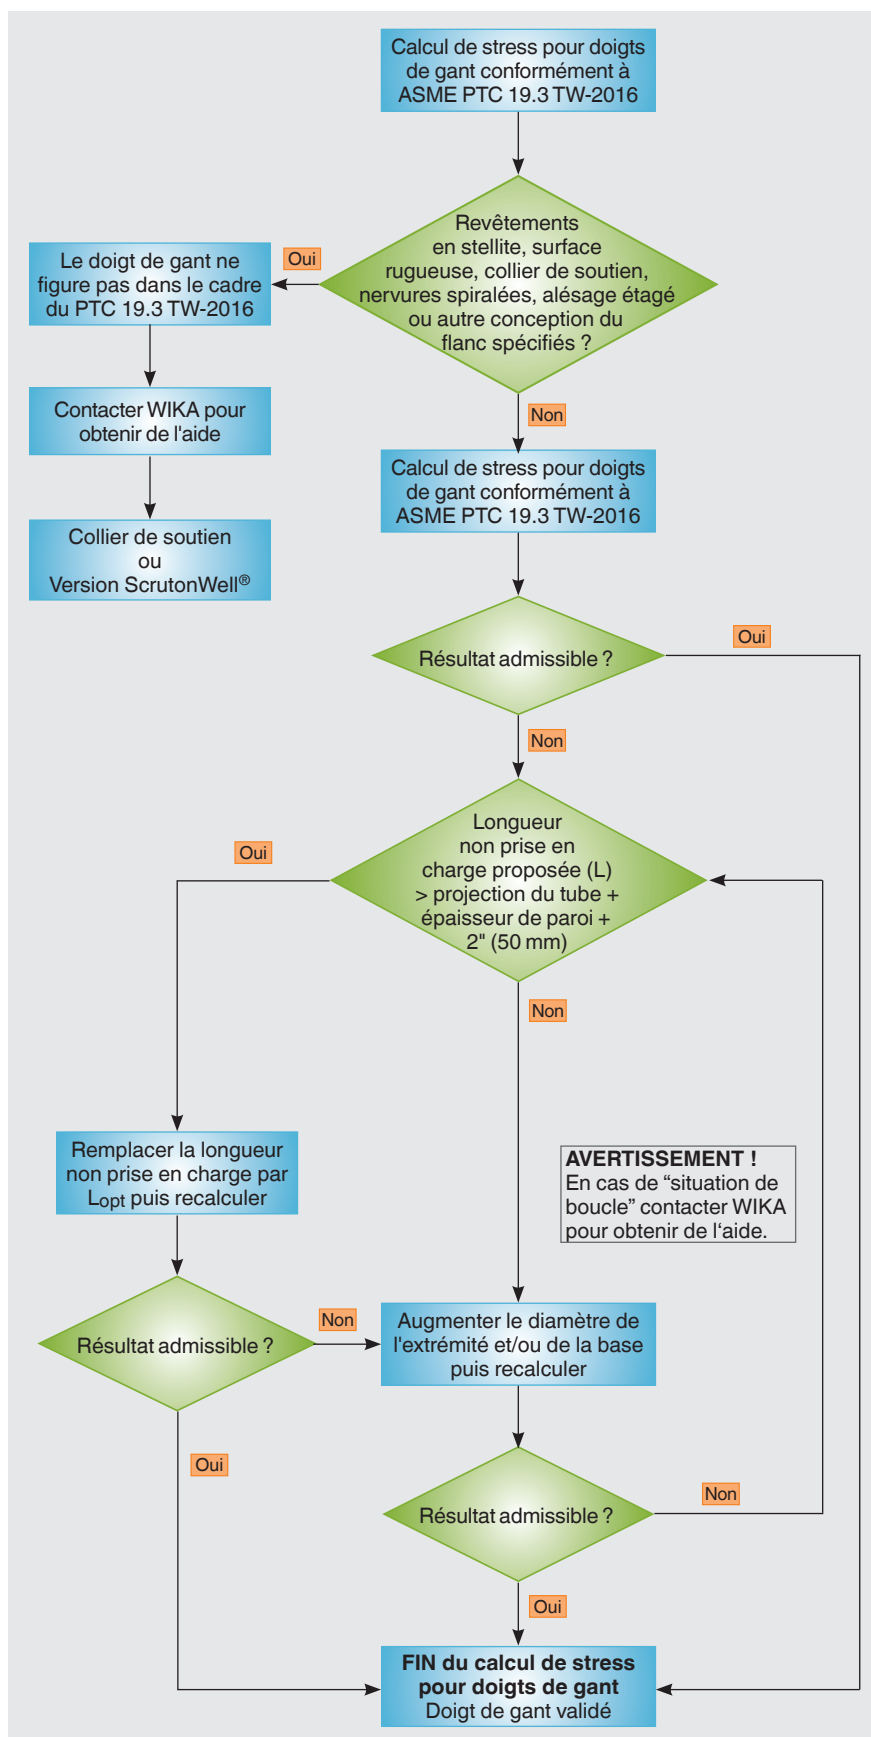 Calcul de stress pour doigts
de gant conformément à
ASME PTC 19.3 TW-2016
Revêtements
en stellite, surface
rugueuse, collier de soutien,
nervures spiralées, alésage étagé
ou autre conception du
flanc spécifiés ?
Oui
Le doigt de gant ne
figure pas dans le cadre
du PTC 19.3 TW-2016
Contacter WIKA pour
obtenir de l'aide
Collier de soutien
ou
Version ScrutonWell®
Non
Calcul de stress pour doigts
de gant conformément à
ASME PTC 19.3 TW-2016
Résultat admissible ?
Oui
Non
Longueur
non prise en
charge proposée (L)
> projection du tube +
épaisseur de paroi +
2" (50 mm)
Oui
Non
Remplacer la longueur
non prise en charge par
Lopt puis recalculer
AVERTISSEMENT !
En cas de “situation de
boucle” contacter WIKA
pour obtenir de l‘aide.
Résultat admissible ?
Non
Augmenter le diamètre de
l'extrémité et/ou de la base
puis recalculer
Oui
Résultat admissible ?
Non
Oui
FIN du calcul de stress
pour doigts de gant
Doigt de gant validé